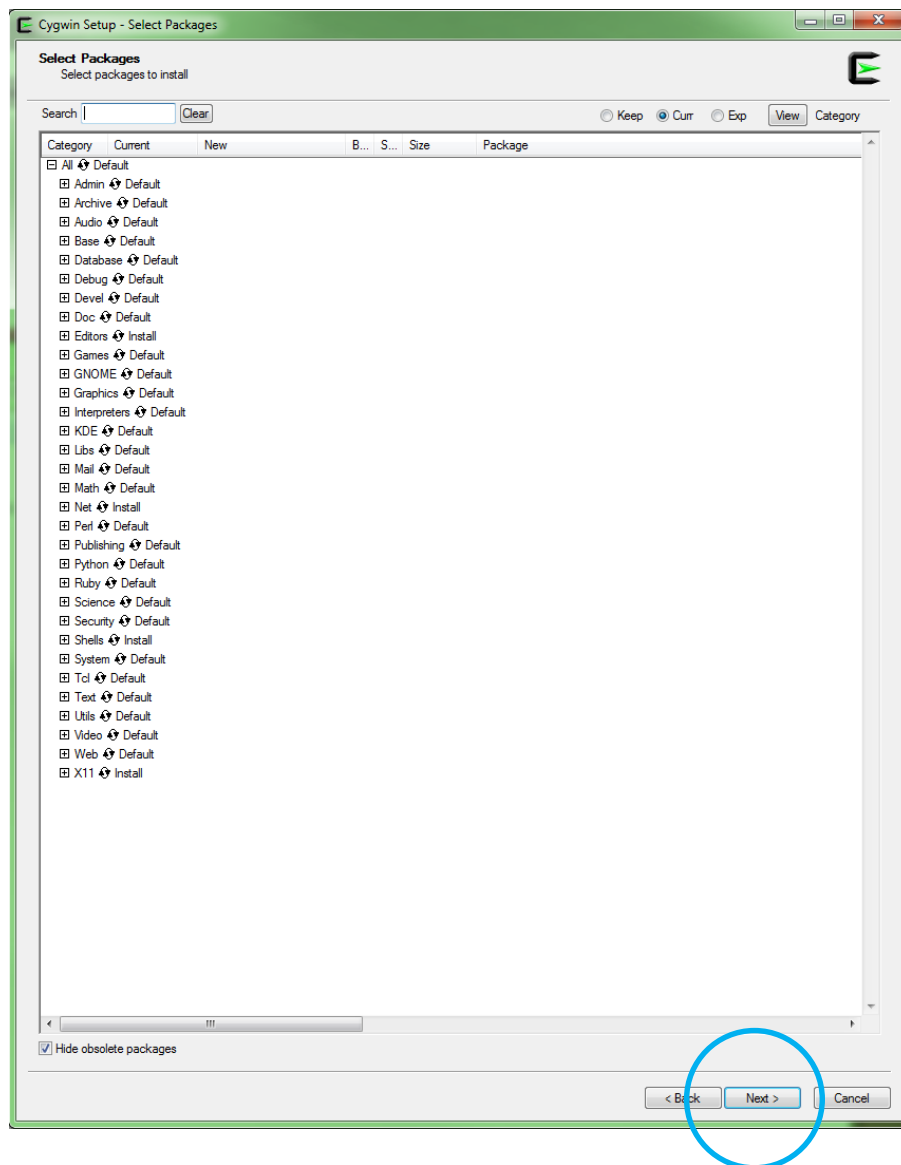 Cygwin Setup - Select Packages
Select Packages
Select packages to install
Search Clear Keep Curr Exp View Category
Category Current New B... S... Size Package
All Default
Admin Default
Archive Default
Audio Default
Base Default
Database Default
Debug Default
Devel Default
Doc Default
Editors Install
Games Default
GNOME Default
Graphics Default
Interpreters Default
KDE Default
Libs Default
Mail Default
Math Default
Net Install
Perl Default
Publishing Default
Python Default
Ruby Default
Science Default
Security Default
Shells Install
System Default
Tcl Default
Text Default
Utils Default
Video Default
Web Default
X11 Install
Hide obsolete packages
< Back Next > Cancel